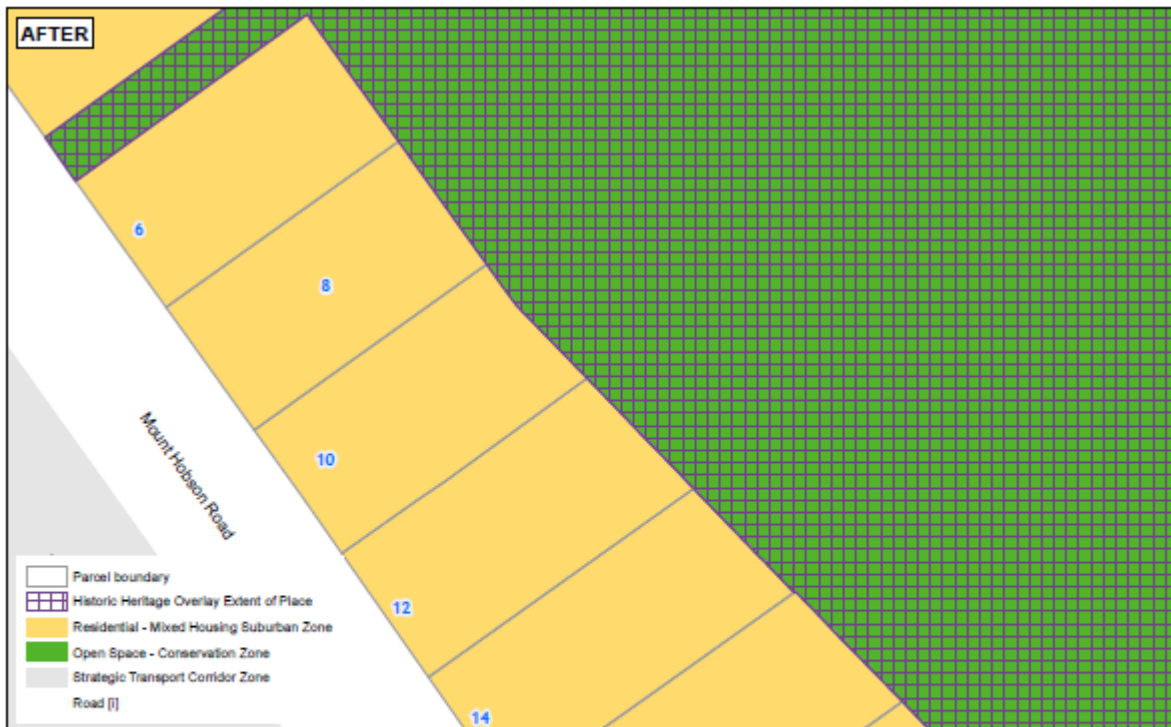 AFTER
6
8
10
Mount Hobson Road
12
14
Parcel boundary
Historic Heritage Overlay Extent of Place
Residential - Mixed Housing Suburban Zone
Open Space - Conservation Zone
Strategic Transport Corridor Zone
Road [i]